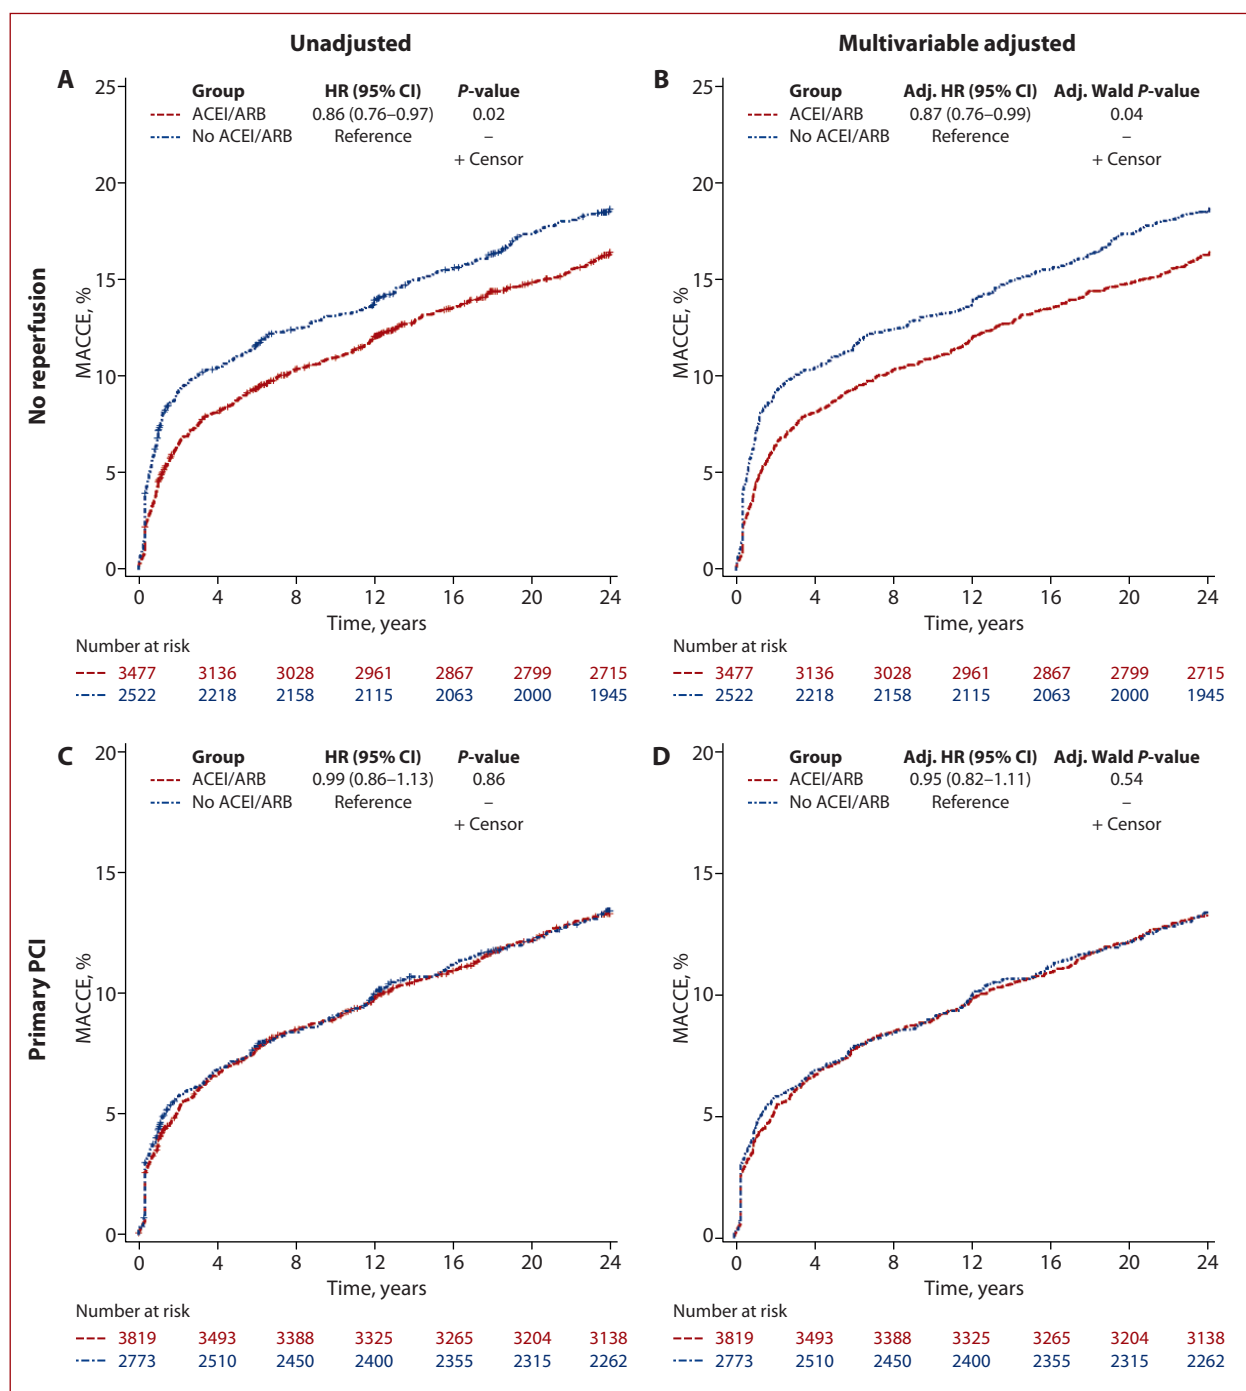 Unadjusted
Multivariable adjusted
No reperfusion
A
Group HR (95% CI) P-value
ACEI/ARB 0.86 (0.76–0.97) 0.02
No ACEI/ARB Reference –
+ Censor
MACCE, %
25
20
15
10
5
0
0 4 8 12 16 20 24
Time, years
Number at risk
3477 3136 3028 2961 2867 2799 2715
2522 2218 2158 2115 2063 2000 1945
B
Group Adj. HR (95% CI) Adj. Wald P-value
ACEI/ARB 0.87 (0.76–0.99) 0.04
No ACEI/ARB Reference –
+ Censor
MACCE, %
25
20
15
10
5
0
0 4 8 12 16 20 24
Time, years
Number at risk
3477 3136 3028 2961 2867 2799 2715
2522 2218 2158 2115 2063 2000 1945
Primary PCI
C
Group HR (95% CI) P-value
ACEI/ARB 0.99 (0.86–1.13) 0.86
No ACEI/ARB Reference –
+ Censor
MACCE, %
20
15
10
5
0
0 4 8 12 16 20 24
Time, years
Number at risk
3819 3493 3388 3325 3265 3204 3138
2773 2510 2450 2400 2355 2315 2262
D
Group Adj. HR (95% CI) Adj. Wald P-value
ACEI/ARB 0.95 (0.82–1.11) 0.54
No ACEI/ARB Reference –
+ Censor
MACCE, %
20
15
10
5
0
0 4 8 12 16 20 24
Time, years
Number at risk
3819 3493 3388 3325 3265 3204 3138
2773 2510 2450 2400 2355 2315 2262